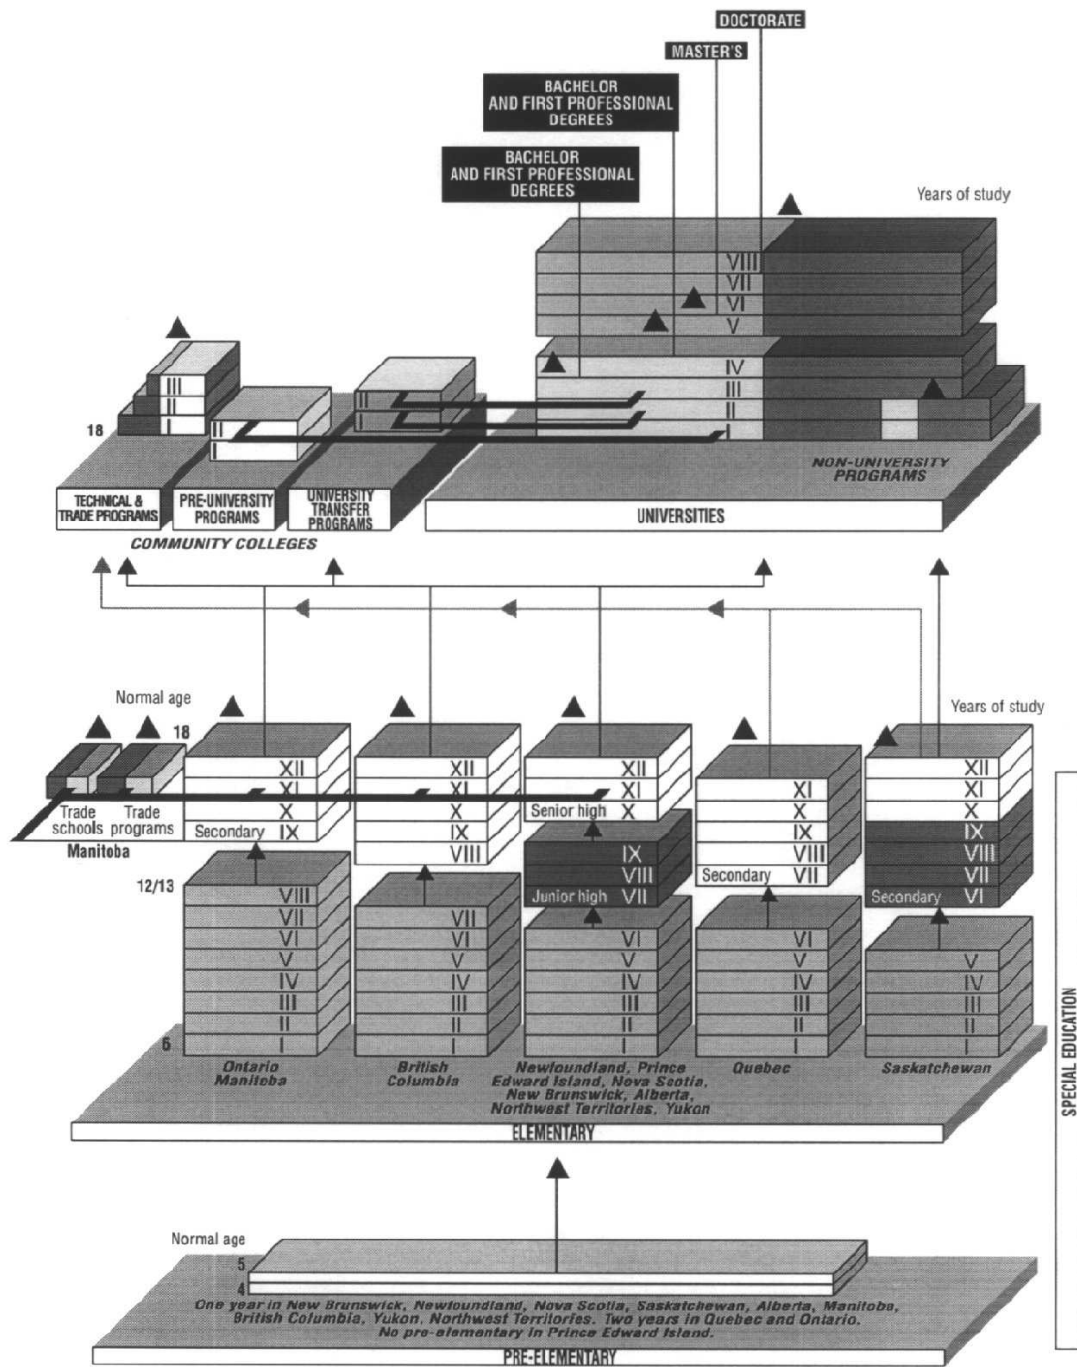 DOCTORATE
MASTER'S
BACHELOR
AND FIRST PROFESSIONAL
DEGREES
BACHELOR
AND FIRST PROFESSIONAL
DEGREES
Years of study
VIII
VII
VI
V
IV
III
II
I
III
II
I
II
I
II
I
18
NON-UNIVERSITY
PROGRAMS
TECHNICAL &
TRADE PROGRAMS
PRE-UNIVERSITY
PROGRAMS
UNIVERSITY
TRANSFER
PROGRAMS
UNIVERSITIES
COMMUNITY COLLEGES
Normal age
18
Years of study
XII
XI
X
IX
Secondary
XII
XI
X
IX
VIII
XII
XI
X
Senior high
IX
VIII
VII
Junior high
XI
X
IX
VIII
VII
Secondary
XII
XI
X
IX
VIII
VII
VI
Secondary
Trade
schools
Trade
programs
Manitoba
12/13
VIII
VII
VI
V
IV
III
II
I
VII
VI
V
IV
III
II
I
VI
V
IV
III
II
I
VI
V
IV
III
II
I
V
IV
III
II
I
6
Ontario
Manitoba
British
Columbia
Newfoundland, Prince
Edward Island, Nova Scotia,
New Brunswick, Alberta,
Northwest Territories, Yukon
Quebec
Saskatchewan
ELEMENTARY
SPECIAL EDUCATION
Normal age
5
4
One year in New Brunswick, Newfoundland, Nova Scotia, Saskatchewan, Alberta, Manitoba,
British Columbia, Yukon, Northwest Territories. Two years in Quebec and Ontario.
No pre-elementary in Prince Edward Island.
PRE-ELEMENTARY